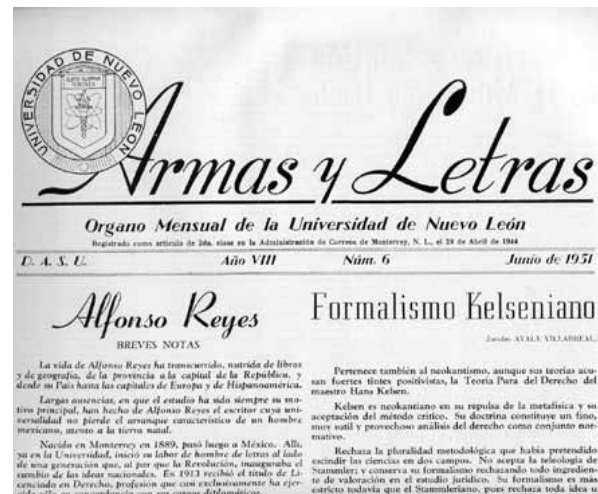 UNIVERSIDAD DE NUEVO LEÓN
Armas y Letras
Organo Mensual de la Universidad de Nuevo León
Registrado como artículo de 2da. clase en la Administración de Correos de Monterrey, N. L., el 28 de Abril de 1944
D. A. S. U. Año VIII Núm. 6 Junio de 1951
Alfonso Reyes
BREVES NOTAS
La vida de Alfonso Reyes ha transcurrido, nutrida de libros
y de geografía, de la provincia a la capital de la República, y
desde su País hasta las capitales de Europa y de Hispanoamérica.
Largas ausencias, en que el estudio ha sido siempre su mo-
tivo principal, han hecho de Alfonso Reyes el escritor cuya uni-
versalidad no pierde el arranque característico de un hombre
mexicano, atento a la tierra natal.
Nacido en Monterrey en 1889, pasó luego a México. Allí,
ya en la Universidad, inició su labor de hombre de letras al lado
de una generación que, al par que la Revolución, inauguraba el
cambio de las ideas nacionales. En 1913 recibió el título de Li-
cenciado en Derecho, profesión que casi exclusivamente ha ejer-
cido sólo en concordancia con sus cargos diplomáticos.
Formalismo Kelseniano
Jacobo AYALA VILLARREAL.
Pertenece también al neokantismo, aunque sus teorías acu-
san fuertes tintes positivistas, la Teoría Pura del Derecho del
maestro Hans Kelsen.
Kelsen es neokantiano en su repulsa de la metafísica y su
aceptación del método crítico. Su doctrina constituye un fino,
muy sutil y provechoso análisis del derecho como conjunto nor-
mativo.
Rechaza la pluralidad metodológica que había pretendido
escindir las ciencias en dos campos. No acepta la teleología de
Stammler; y conserva su formalismo rechazando todo ingredien-
te de valoración en el estudio jurídico. Su formalismo es más
estricto todavía que el Stammleriano, pues rechaza toda idea u